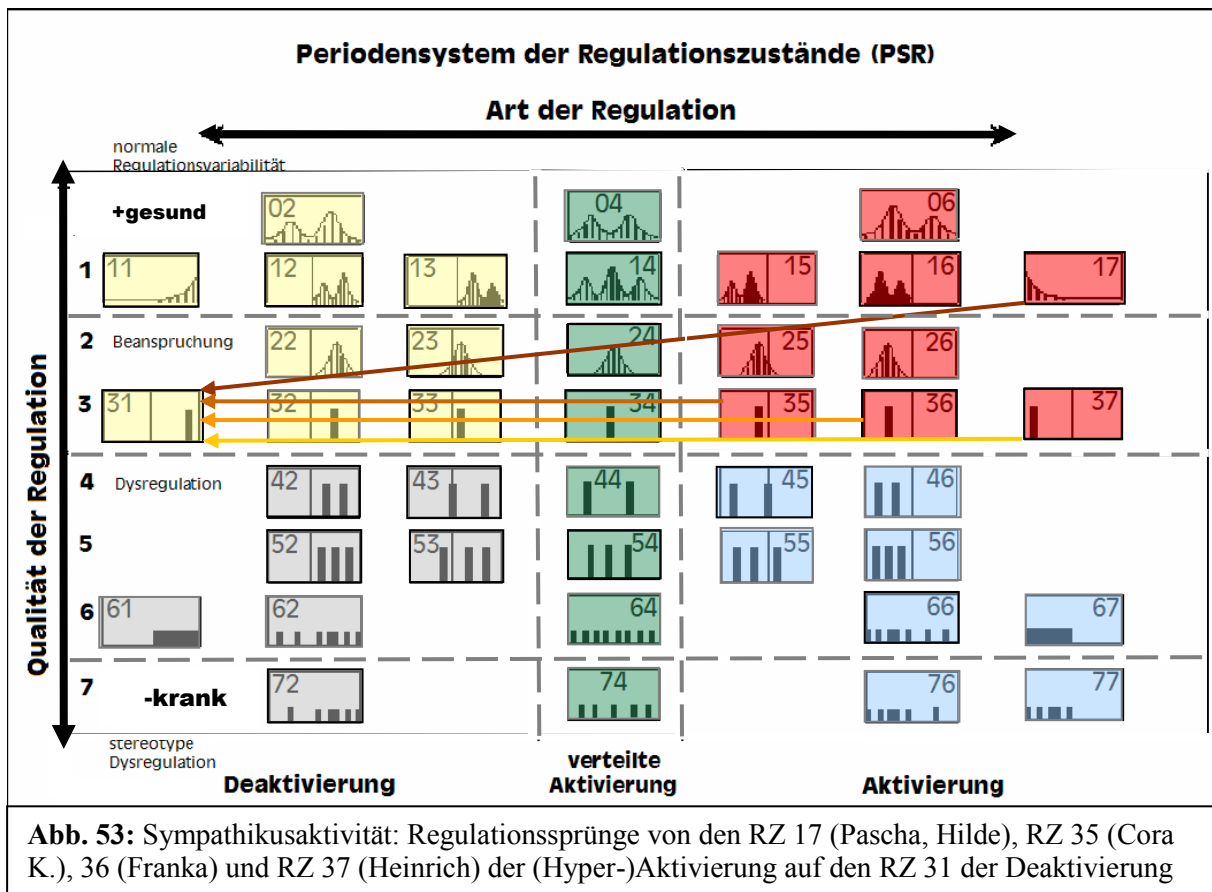 Periodensystem der Regulationszustände (PSR)
Art der Regulation
normale
Regulationsvariabilität
Qualität der Regulation
+gesund 02 04 06
1 11 12 13 14 15 16 17
2 Beanspruchung 22 23 24 25 26
3 31 32 33 34 35 36 37
4 Dysregulation 42 43 44 45 46
5 52 53 54 55 56
6 61 62 64 66 67
7 -krank 72 74 76 77
stereotype
Dysregulation
Deaktivierung
verteilte
Aktivierung
Aktivierung
Abb. 53: Sympathikusaktivität: Regulationssprünge von den RZ 17 (Pascha, Hilde), RZ 35 (Cora
K.), 36 (Franka) und RZ 37 (Heinrich) der (Hyper-)Aktivierung auf den RZ 31 der Deaktivierung